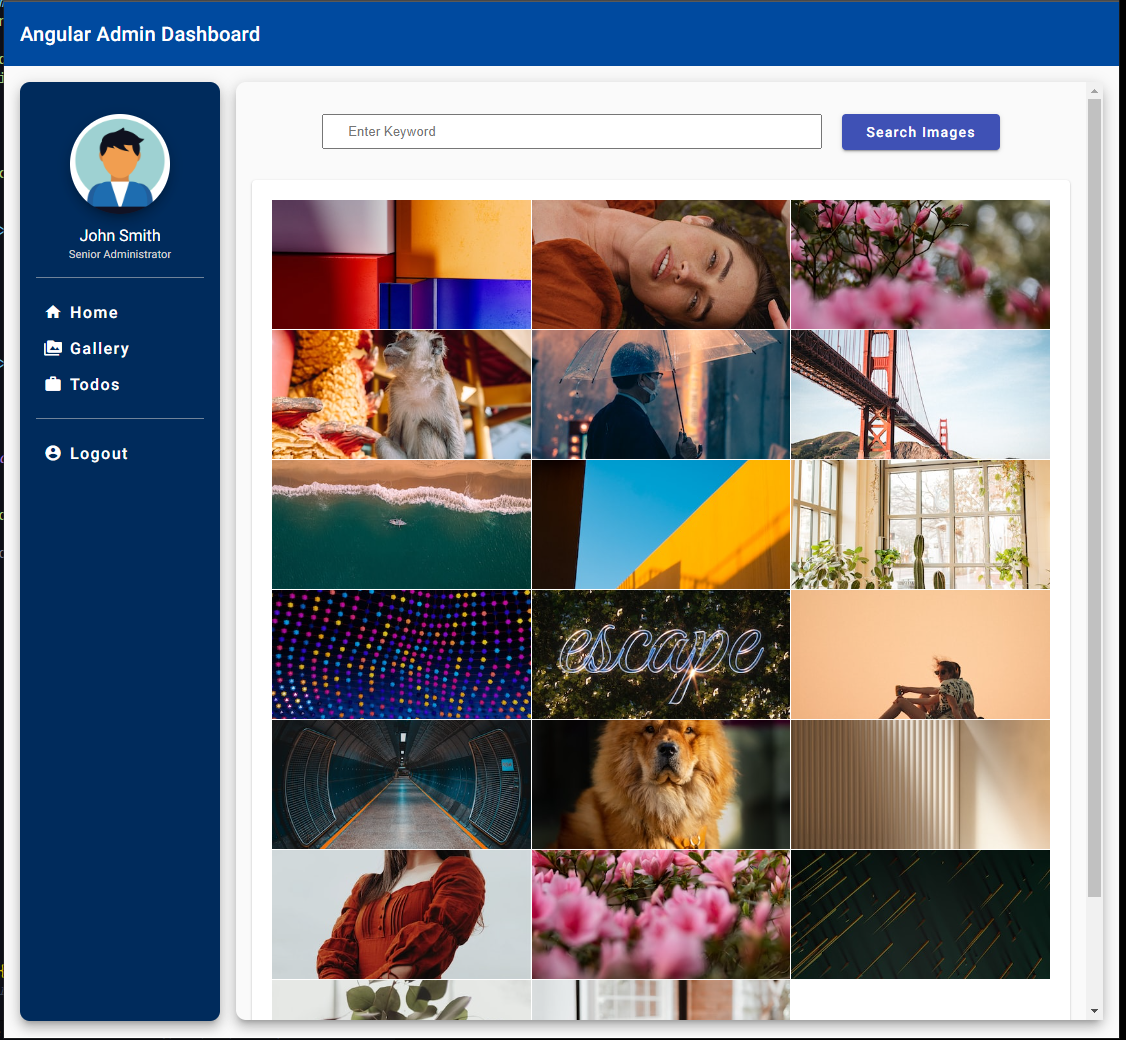 Angular Admin Dashboard
John Smith
Senior Administrator
Home
Gallery
Todos
Logout
Enter Keyword
Search Images
escape